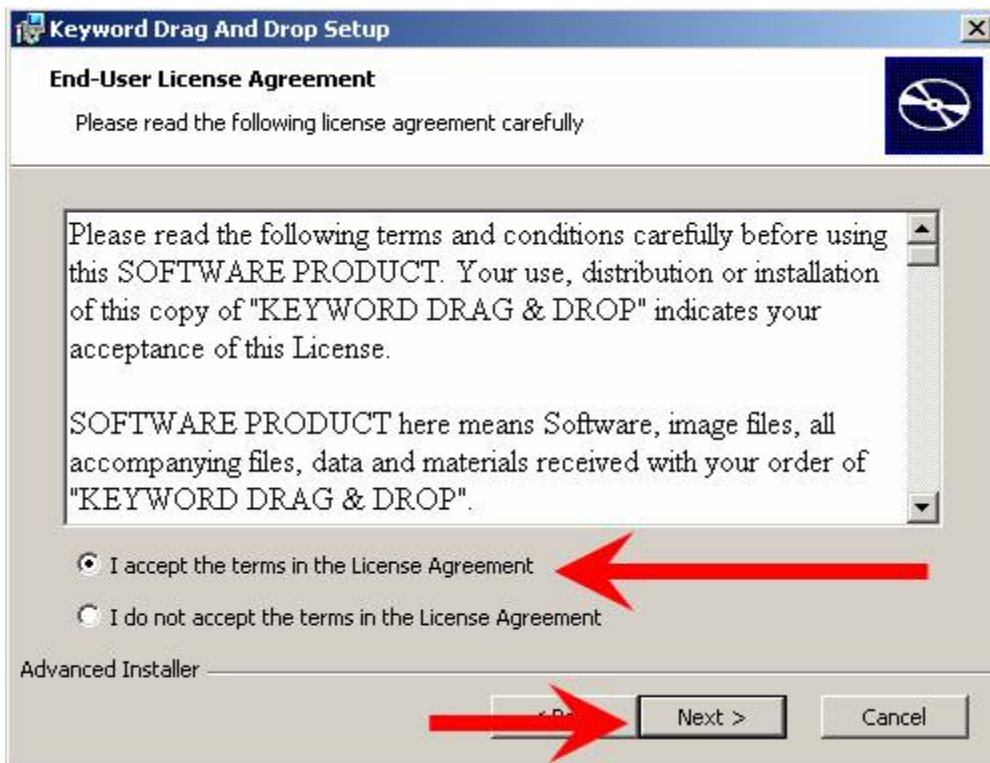 Keyword Drag And Drop Setup
End-User License Agreement
Please read the following license agreement carefully
Please read the following terms and conditions carefully before using
this SOFTWARE PRODUCT. Your use, distribution or installation
of this copy of "KEYWORD DRAG & DROP" indicates your
acceptance of this License.
SOFTWARE PRODUCT here means Software, image files, all
accompanying files, data and materials received with your order of
"KEYWORD DRAG & DROP".
I accept the terms in the License Agreement
I do not accept the terms in the License Agreement
Advanced Installer
Next > Cancel